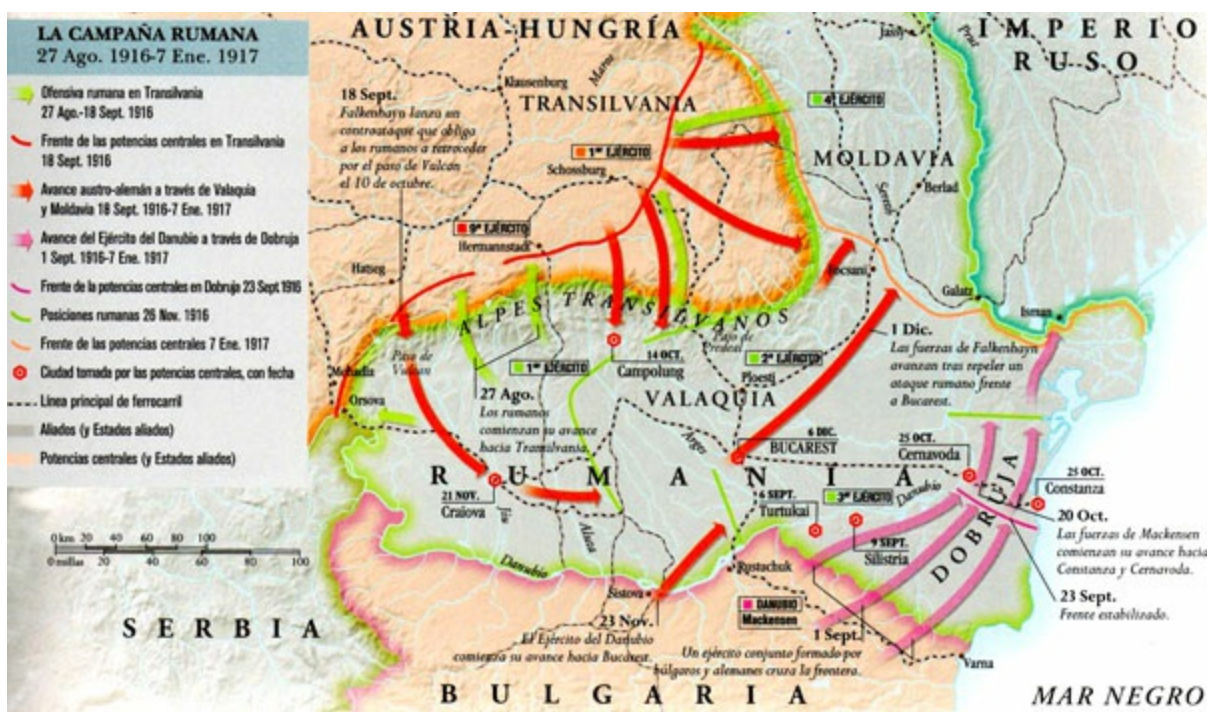 LA CAMPAÑA RUMANA
27 Ago. 1916-7 Ene. 1917
Ofensiva rumana en Transilvania
27 Ago.-18 Sept. 1916
Frente de las potencias centrales en Transilvania
18 Sept. 1916
Avance austro-alemán a través de Valaquia
y Moldavia 18 Sept. 1916-7 Ene. 1917
Avance del Ejército del Danubio a través de Dobruja
1 Sept. 1916-7 Ene. 1917
Frente de la potencias centrales en Dobruja 23 Sept 1916
Posiciones rumanas 26 Nov. 1916
Frente de las potencias centrales 7 Ene. 1917
Ciudad tomada por las potencias centrales, con fecha
Línea principal de ferrocarril
Aliados (y Estados aliados)
Potencias centrales (y Estados aliados)
AUSTRIA-HUNGRÍA
IMPERIO
RUSO
Jassy
Prut
Klausenburg
Maros
TRANSILVANIA
4º EJÉRCITO
18 Sept.
Falkenhayn lanza un
contraataque que obliga
a los rumanos a retroceder
por el paso de Vulcan
el 10 de octubre.
1er EJÉRCITO
Schossburg
MOLDAVIA
Berlad
Sereth
9º EJÉRCITO
Hermannstadt
Hatseg
Focsani
Galatz
Isman
ALPES TRANSILVANOS
Paso de
Vulcan
Mehadia
Orsova
1er EJÉRCITO
14 OCT.
Campolung
Pajo de
Predeal
2º EJÉRCITO
Ploestj
1 Dic.
Las fuerzas de Falkenhayn
avanzan tras repeler un
ataque rumano frente
a Bucarest.
27 Ago.
Los rumanos
comienzan su avance
hacia Transilvania.
VALAQUIA
Arges
6 DIC.
BUCAREST
25 OCT.
Cernavoda
25 OCT.
Constanza
RUMANIA
21 NOV.
Craiova
Jiu
Aluta
6 SEPT.
Turtukai
3er EJÉRCITO
Danubio
9 SEPT.
Silistria
DOBRUJA
20 Oct.
Las fuerzas de Mackensen
comienzan su avance hacia
Constanza y Cernavoda.
23 Sept.
Frente estabilizado.
0 km 20 40 60 80 100
0 millas 20 40 60 80 100
Danubio
Rustschuk
Sistova
DANUBIO
Mackensen
SERBIA
23 Nov.
El Ejército del Danubio
comienza su avance hacia Bucarest.
1 Sept.
Un ejército conjunto formado por
búlgaros y alemanes cruza la frontera.
Varna
BULGARIA
MAR NEGRO